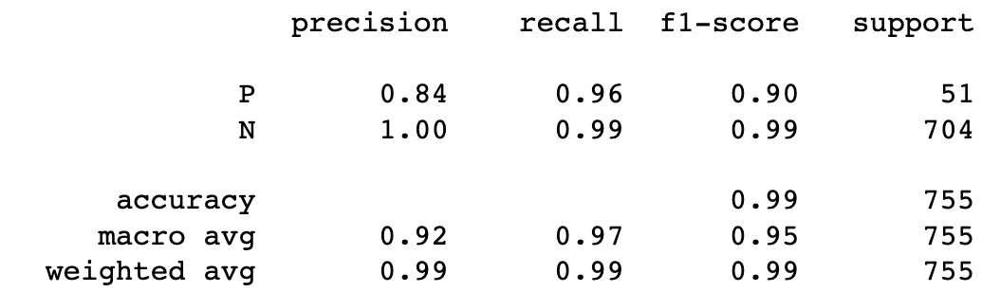 precision recall f1-score support
P 0.84 0.96 0.90 51
N 1.00 0.99 0.99 704
accuracy 0.99 755
macro avg 0.92 0.97 0.95 755
weighted avg 0.99 0.99 0.99 755